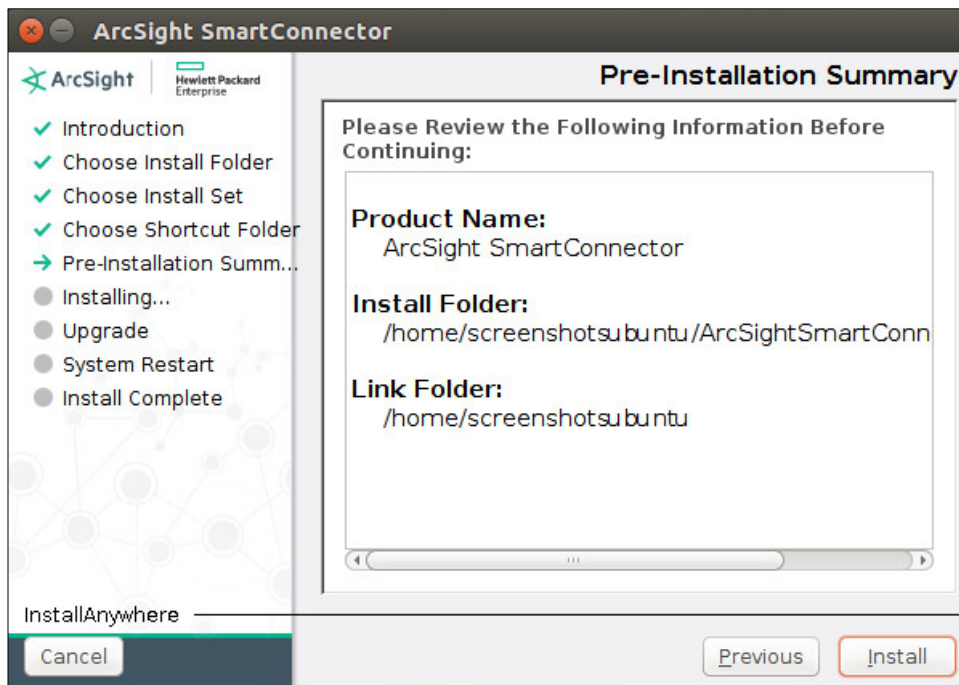 ArcSight SmartConnector
ArcSight
Hewlett Packard
Enterprise
Pre-Installation Summary
Introduction
Choose Install Folder
Choose Install Set
Choose Shortcut Folder
Pre-Installation Summ...
Installing...
Upgrade
System Restart
Install Complete
Please Review the Following Information Before
Continuing:
Product Name:
ArcSight SmartConnector
Install Folder:
/home/screenshotsubuntu/ArcSightSmartConn
Link Folder:
/home/screenshotsubuntu
InstallAnywhere
Cancel
Previous
Install